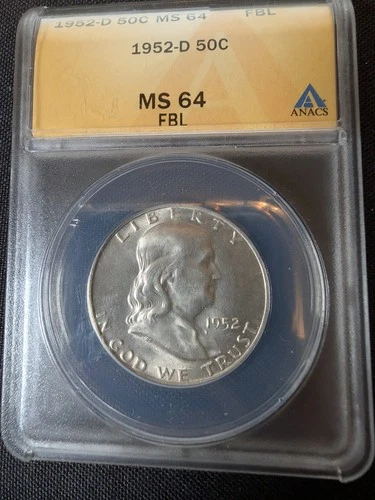 1952-D 50C MS 64 FBL
1952-D 50C
MS 64
FBL
ANACS
LIBERTY
1952
IN GOD WE TRUST